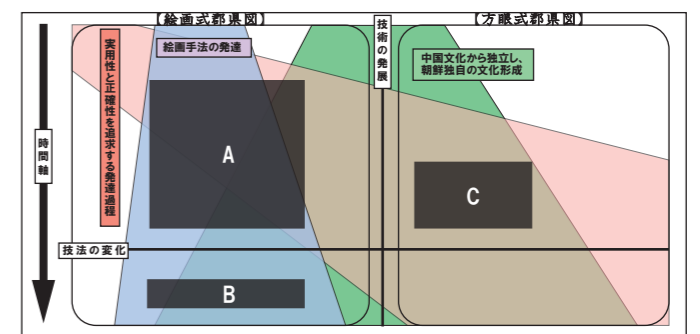 【絵画式郡県図】
【方眼式郡県図】
実用性と正確性を追求する発達過程
絵画手法の発達
技術の発展
中国文化から独立し、
朝鮮独自の文化形成
時間軸
A
C
技法の変化
B